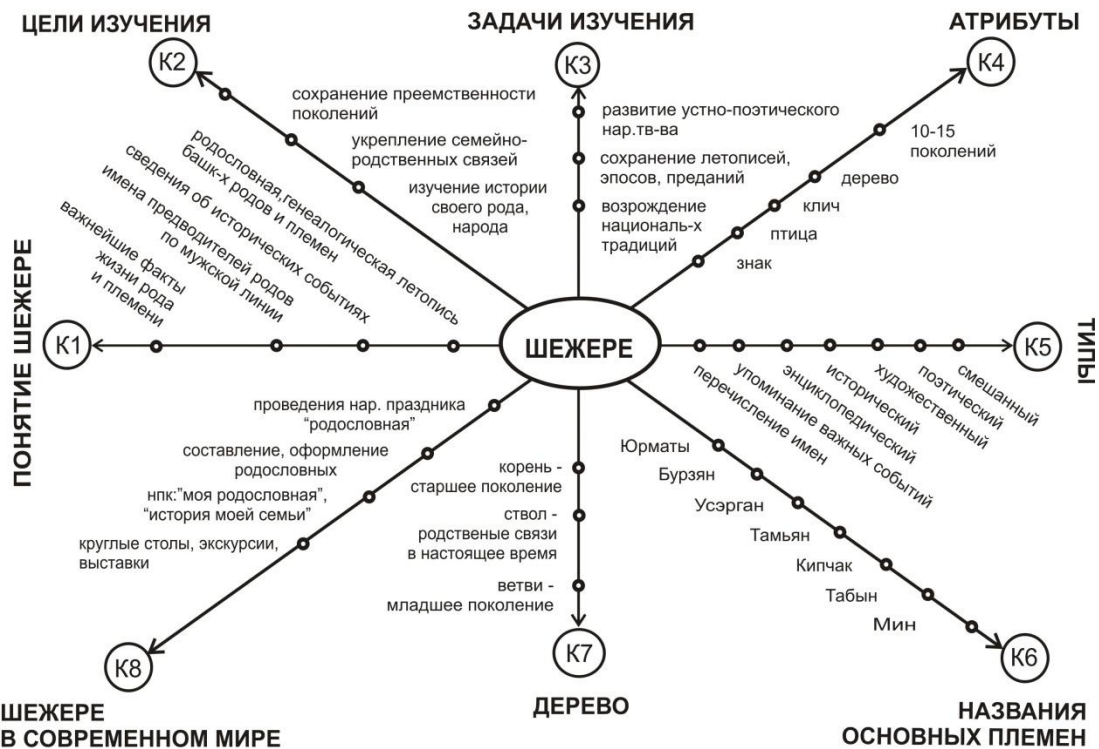 ЦЕЛИ ИЗУЧЕНИЯ
К2
сохранение преемственности
поколений
укрепление семейно-
родственных связей
изучение истории
своего рода,
народа
ЗАДАЧИ ИЗУЧЕНИЯ
К3
развитие устно-поэтического
нар.тв-ва
сохранение летописей,
эпосов, преданий
возрождение
националь-х
традиций
АТРИБУТЫ
К4
10-15
поколений
дерево
клич
птица
знак
ПОНЯТИЕ ШЕЖЕРЕ
К1
важнейшие факты
жизни рода
и племени
имена предводителей родов
по мужской линии
сведения об исторических событиях
родословная,генеалогическая летопись
башк-х родов и племен
ШЕЖЕРЕ
ТИПЫ
К5
перечисление имен
упоминание важных событий
энциклопедический
исторический
художественный
поэтический
смешанный
проведения нар. праздника
“родословная”
составление, оформление
родословных
нпк:”моя родословная”,
“история моей семьи”
круглые столы, экскурсии,
выставки
К8
ШЕЖЕРЕ
В СОВРЕМЕННОМ МИРЕ
корень -
старшее поколение
ствол -
родственые связи
в настоящее время
ветви -
младшее поколение
К7
ДЕРЕВО
Юрматы
Бурзян
Усэрган
Тамьян
Кипчак
Табын
Мин
К6
НАЗВАНИЯ
ОСНОВНЫХ ПЛЕМЕН